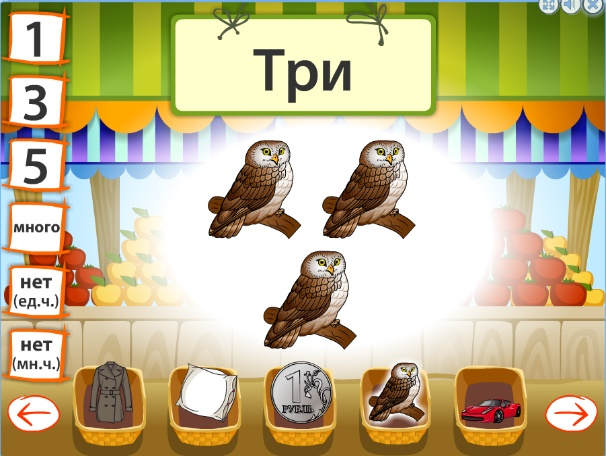 Три
1
3
5
много
нет
(ед.ч.)
нет
(мн.ч.)
1
РУБЛЬ